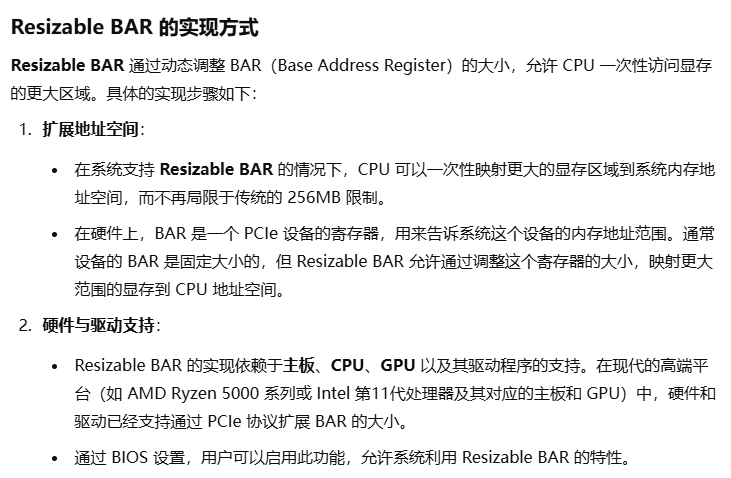 Resizable BAR 的实现方式
Resizable BAR 通过动态调整 BAR（Base Address Register）的大小，允许 CPU 一次性访问显存
的更大区域。具体的实现步骤如下：
1. 扩展地址空间：
• 在系统支持 Resizable BAR 的情况下，CPU 可以一次性映射更大的显存区域到系统内存地
址空间，而不再局限于传统的 256MB 限制。
• 在硬件上，BAR 是一个 PCIe 设备的寄存器，用来告诉系统这个设备的内存地址范围。通常
设备的 BAR 是固定大小的，但 Resizable BAR 允许通过调整这个寄存器的大小，映射更大
范围的显存到 CPU 地址空间。
2. 硬件与驱动支持：
• Resizable BAR 的实现依赖于主板、CPU、GPU 以及其驱动程序的支持。在现代的高端平
台（如 AMD Ryzen 5000 系列或 Intel 第11代处理器及其对应的主板和 GPU）中，硬件和
驱动已经支持通过 PCIe 协议扩展 BAR 的大小。
• 通过 BIOS 设置，用户可以启用此功能，允许系统利用 Resizable BAR 的特性。